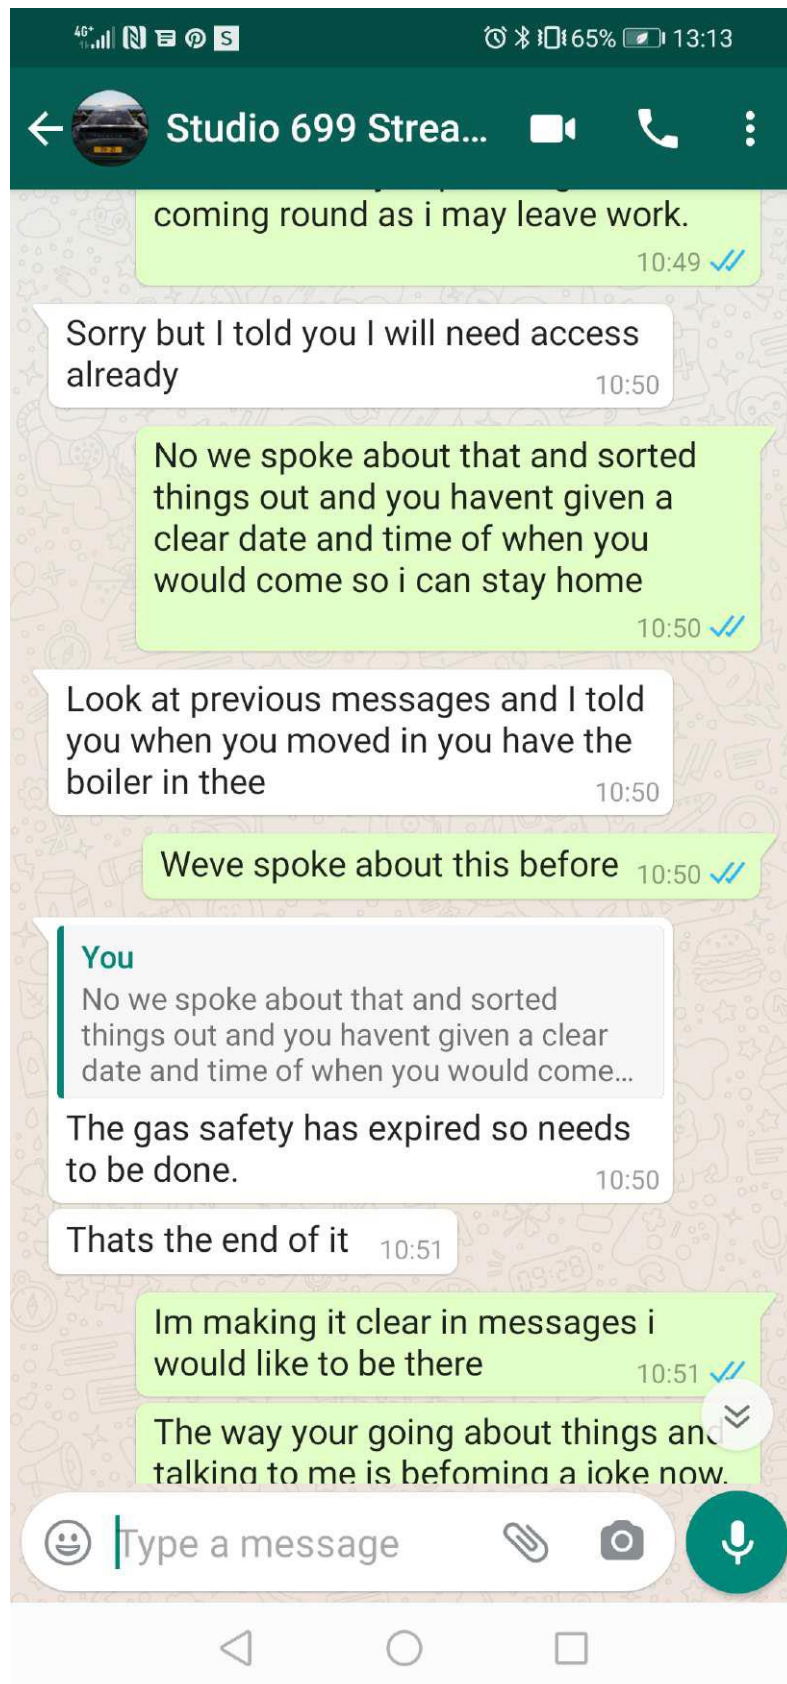 4G+
65%
13:13
Studio 699 Strea...
coming round as i may leave work.
10:49
Sorry but I told you I will need access
already
10:50
No we spoke about that and sorted
things out and you havent given a
clear date and time of when you
would come so i can stay home
10:50
Look at previous messages and I told
you when you moved in you have the
boiler in thee
10:50
Weve spoke about this before
10:50
You
No we spoke about that and sorted
things out and you havent given a clear
date and time of when you would come...
The gas safety has expired so needs
to be done.
10:50
Thats the end of it
10:51
Im making it clear in messages i
would like to be there
10:51
The way your going about things and
talking to me is befoming a joke now.
Type a message